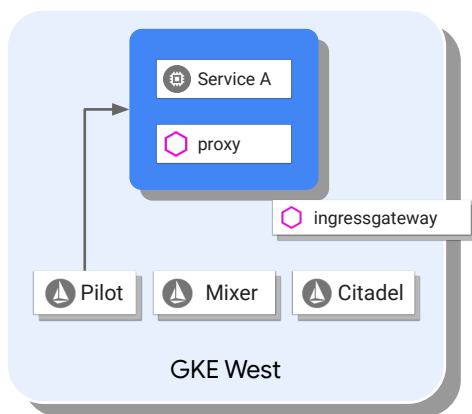 Service A
proxy
ingressgateway
Pilot
Mixer
Citadel
GKE West